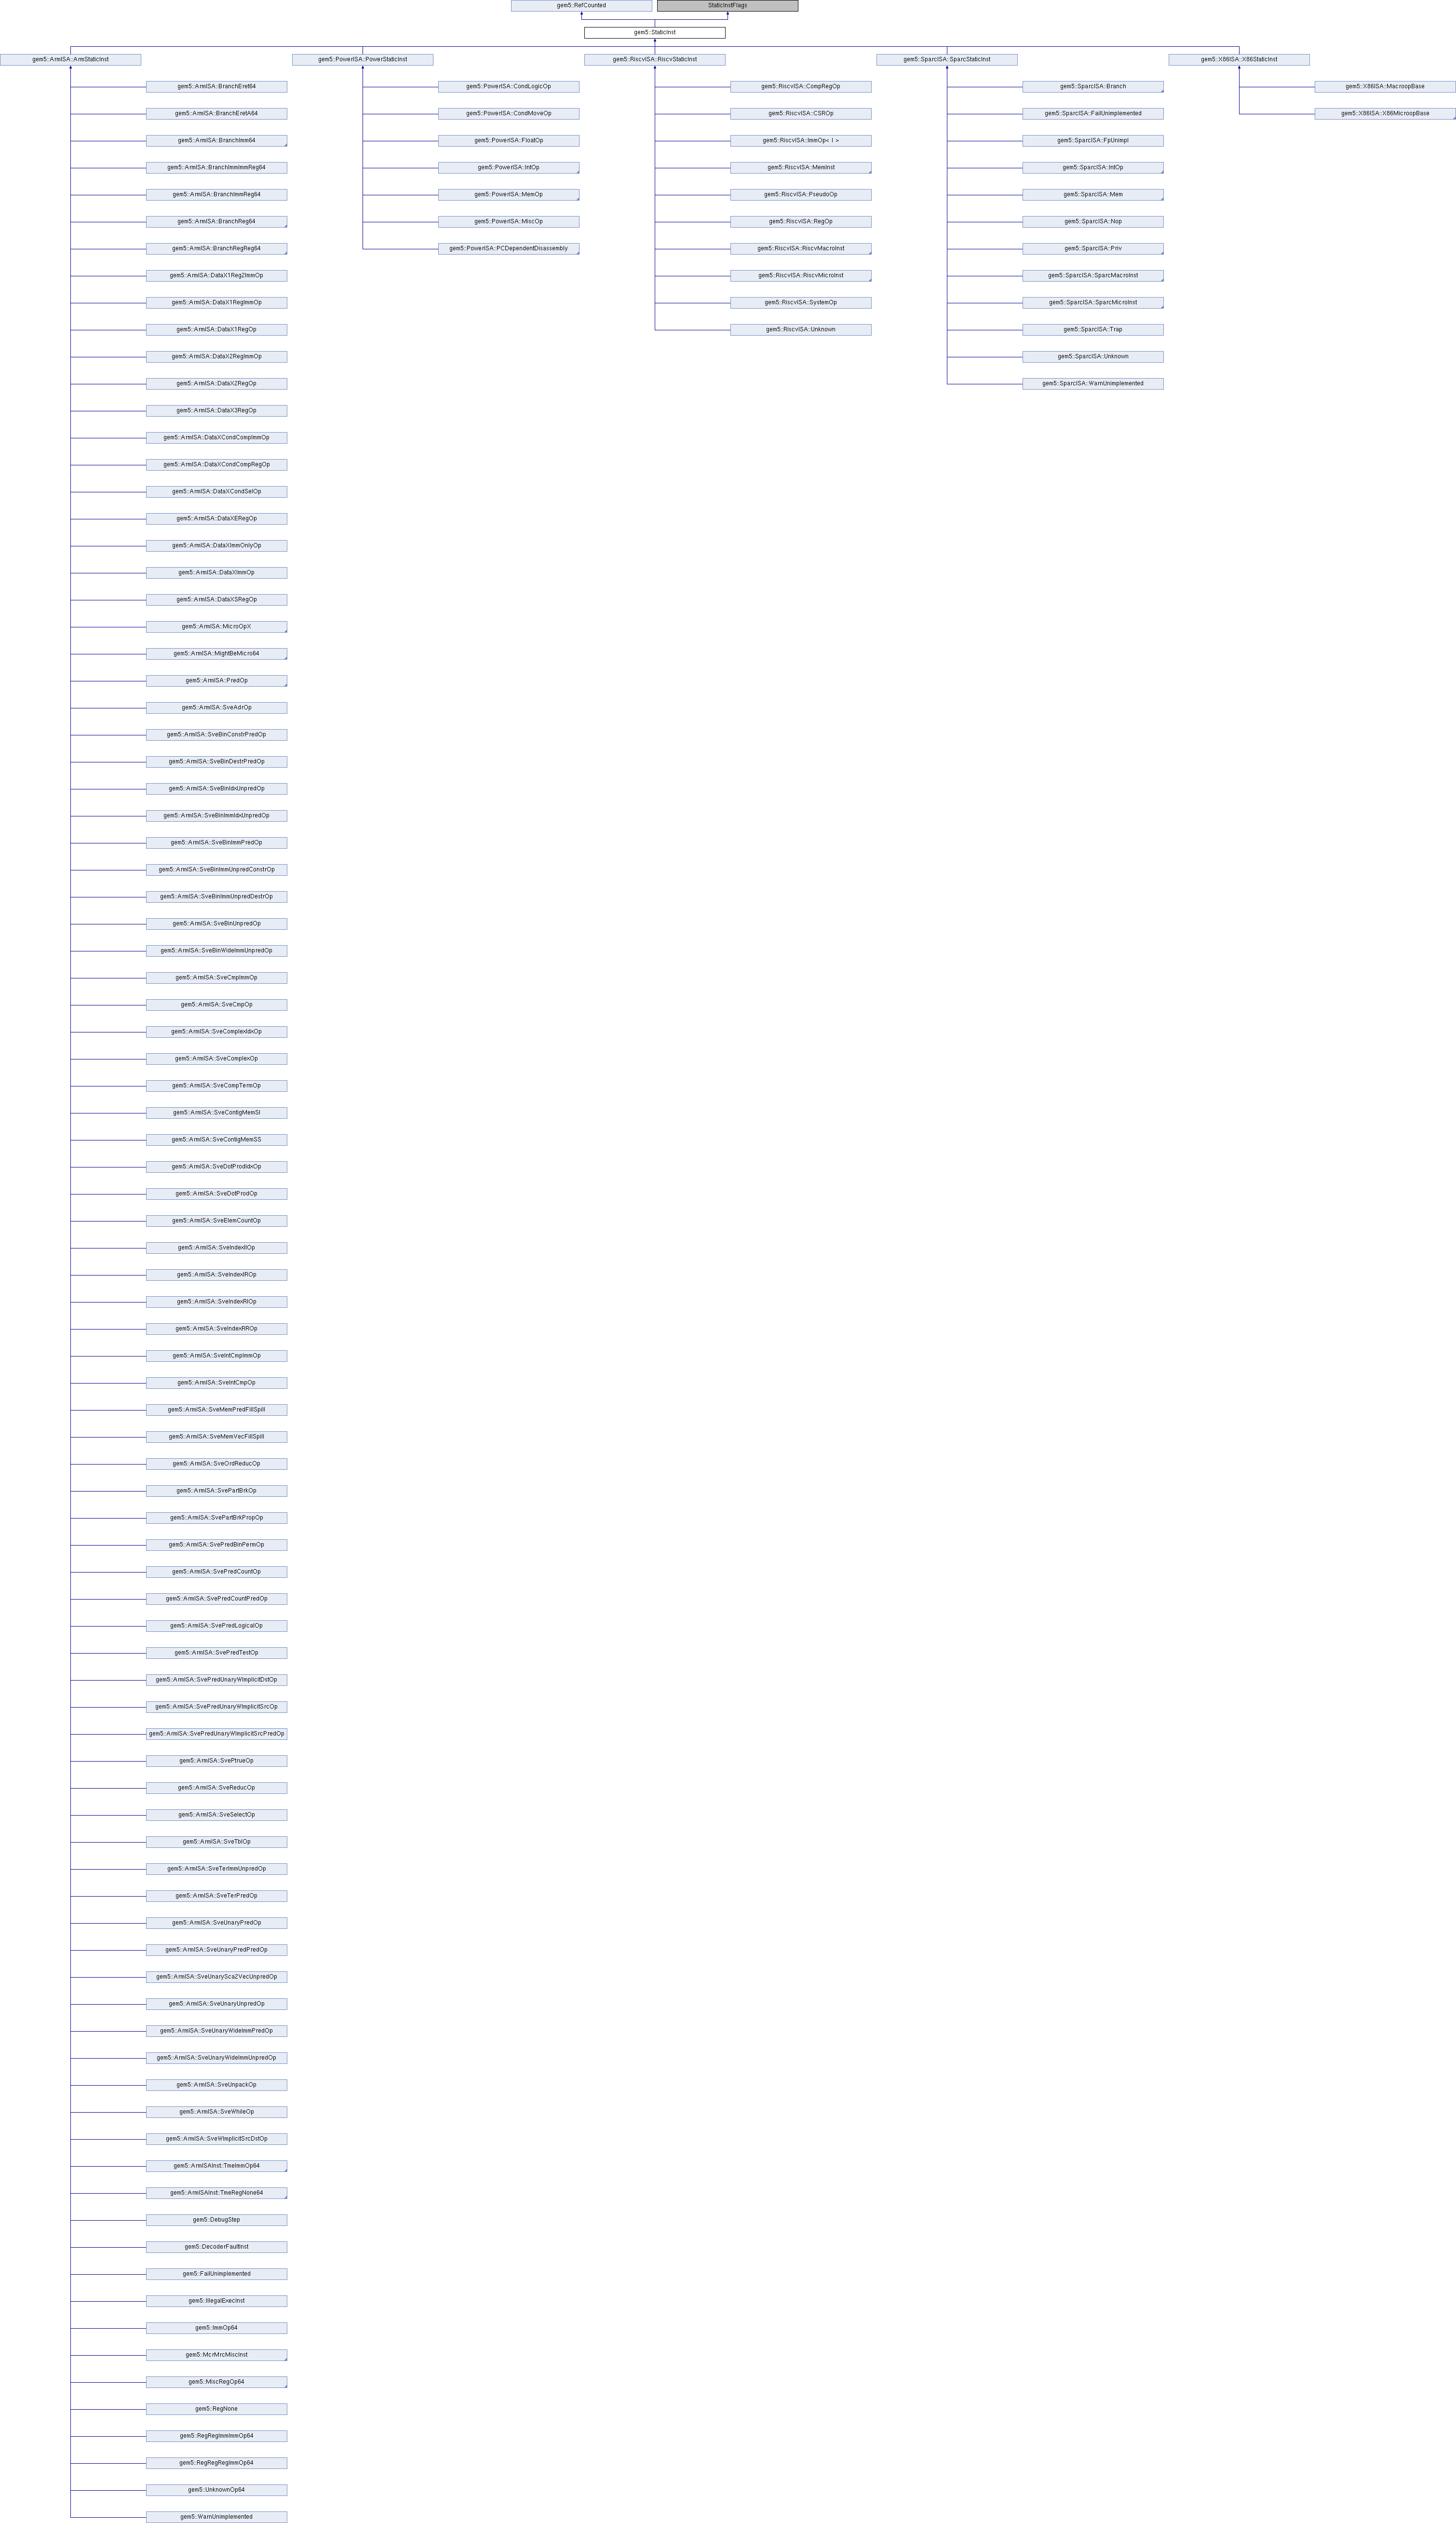 gem5::RefCounted
StaticInstFlags
gem5::StaticInst
gem5::ArmISA::ArmStaticInst
gem5::PowerISA::PowerStaticInst
gem5::RiscvISA::RiscvStaticInst
gem5::SparcISA::SparcStaticInst
gem5::X86ISA::X86StaticInst
gem5::ArmISA::BranchEret64
gem5::ArmISA::BranchEretA64
gem5::ArmISA::BranchImm64
gem5::ArmISA::BranchImmImmReg64
gem5::ArmISA::BranchImmReg64
gem5::ArmISA::BranchReg64
gem5::ArmISA::BranchRegReg64
gem5::ArmISA::DataX1Reg2ImmOp
gem5::ArmISA::DataX1RegImmOp
gem5::ArmISA::DataX1RegOp
gem5::ArmISA::DataX2RegImmOp
gem5::ArmISA::DataX2RegOp
gem5::ArmISA::DataX3RegOp
gem5::ArmISA::DataXCondCompImmOp
gem5::ArmISA::DataXCondCompRegOp
gem5::ArmISA::DataXCondSelOp
gem5::ArmISA::DataXERegOp
gem5::ArmISA::DataXImmOnlyOp
gem5::ArmISA::DataXImmOp
gem5::ArmISA::DataXSRegOp
gem5::ArmISA::MicroOpX
gem5::ArmISA::MightBeMicro64
gem5::ArmISA::PredOp
gem5::ArmISA::SveAdrOp
gem5::ArmISA::SveBinConstrPredOp
gem5::ArmISA::SveBinDestrPredOp
gem5::ArmISA::SveBinIdxUnpredOp
gem5::ArmISA::SveBinImmIdxUnpredOp
gem5::ArmISA::SveBinImmPredOp
gem5::ArmISA::SveBinImmUnpredConstrOp
gem5::ArmISA::SveBinImmUnpredDestrOp
gem5::ArmISA::SveBinUnpredOp
gem5::ArmISA::SveBinWideImmUnpredOp
gem5::ArmISA::SveCmpImmOp
gem5::ArmISA::SveCmpOp
gem5::ArmISA::SveComplexIdxOp
gem5::ArmISA::SveComplexOp
gem5::ArmISA::SveCompTermOp
gem5::ArmISA::SveContigMemSI
gem5::ArmISA::SveContigMemSS
gem5::ArmISA::SveDotProdIdxOp
gem5::ArmISA::SveDotProdOp
gem5::ArmISA::SveElemCountOp
gem5::ArmISA::SveIndexIIOp
gem5::ArmISA::SveIndexIROp
gem5::ArmISA::SveIndexRIOp
gem5::ArmISA::SveIndexRROp
gem5::ArmISA::SveIntCmpImmOp
gem5::ArmISA::SveIntCmpOp
gem5::ArmISA::SveMemPredFillSpill
gem5::ArmISA::SveMemVecFillSpill
gem5::ArmISA::SveOrdReducOp
gem5::ArmISA::SvePartBrkOp
gem5::ArmISA::SvePartBrkPropOp
gem5::ArmISA::SvePredBinPermOp
gem5::ArmISA::SvePredCountOp
gem5::ArmISA::SvePredCountPredOp
gem5::ArmISA::SvePredLogicalOp
gem5::ArmISA::SvePredTestOp
gem5::ArmISA::SvePredUnaryWImplicitDstOp
gem5::ArmISA::SvePredUnaryWImplicitSrcOp
gem5::ArmISA::SvePredUnaryWImplicitSrcPredOp
gem5::ArmISA::SvePtrueOp
gem5::ArmISA::SveReducOp
gem5::ArmISA::SveSelectOp
gem5::ArmISA::SveTblOp
gem5::ArmISA::SveTerImmUnpredOp
gem5::ArmISA::SveTerPredOp
gem5::ArmISA::SveUnaryPredOp
gem5::ArmISA::SveUnaryPredPredOp
gem5::ArmISA::SveUnarySca2VecUnpredOp
gem5::ArmISA::SveUnaryUnpredOp
gem5::ArmISA::SveUnaryWideImmPredOp
gem5::ArmISA::SveUnaryWideImmUnpredOp
gem5::ArmISA::SveUnpackOp
gem5::ArmISA::SveWhileOp
gem5::ArmISA::SveWImplicitSrcDstOp
gem5::ArmISAInst::TmeImmOp64
gem5::ArmISAInst::TmeRegNone64
gem5::DebugStep
gem5::DecoderFaultInst
gem5::FailUnimplemented
gem5::IllegalExecInst
gem5::ImmOp64
gem5::McrMrcMiscInst
gem5::MiscRegOp64
gem5::RegNone
gem5::RegRegImmImmOp64
gem5::RegRegRegImmOp64
gem5::UnknownOp64
gem5::WarnUnimplemented
gem5::PowerISA::CondLogicOp
gem5::PowerISA::CondMoveOp
gem5::PowerISA::FloatOp
gem5::PowerISA::IntOp
gem5::PowerISA::MemOp
gem5::PowerISA::MiscOp
gem5::PowerISA::PCDependentDisassembly
gem5::RiscvISA::CompRegOp
gem5::RiscvISA::CSROp
gem5::RiscvISA::ImmOp< I >
gem5::RiscvISA::MemInst
gem5::RiscvISA::PseudoOp
gem5::RiscvISA::RegOp
gem5::RiscvISA::RiscvMacroInst
gem5::RiscvISA::RiscvMicroInst
gem5::RiscvISA::SystemOp
gem5::RiscvISA::Unknown
gem5::SparcISA::Branch
gem5::SparcISA::FailUnimplemented
gem5::SparcISA::FpUnimpl
gem5::SparcISA::IntOp
gem5::SparcISA::Mem
gem5::SparcISA::Nop
gem5::SparcISA::Priv
gem5::SparcISA::SparcMacroInst
gem5::SparcISA::SparcMicroInst
gem5::SparcISA::Trap
gem5::SparcISA::Unknown
gem5::SparcISA::WarnUnimplemented
gem5::X86ISA::MacroopBase
gem5::X86ISA::X86MicroopBase